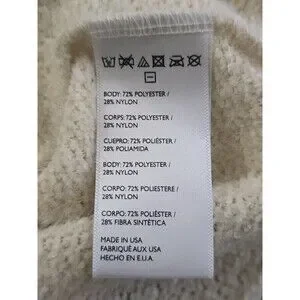 BODY: 72% POLYESTER /
28% NYLON
CORPS: 72% POLYESTER /
28% NYLON
CUEPRO: 72% POLIÉSTER /
28% POLIAMIDA
BODY: 72% POLYESTER /
28% NYLON
CORPO: 72% POLIESTERE /
28% NYLON
CORPO: 72% POLIÉSTER /
28% FIBRA SINTÉTICA
MADE IN USA
FABRIQUÉ AUX USA
HECHO EN E.U.A.